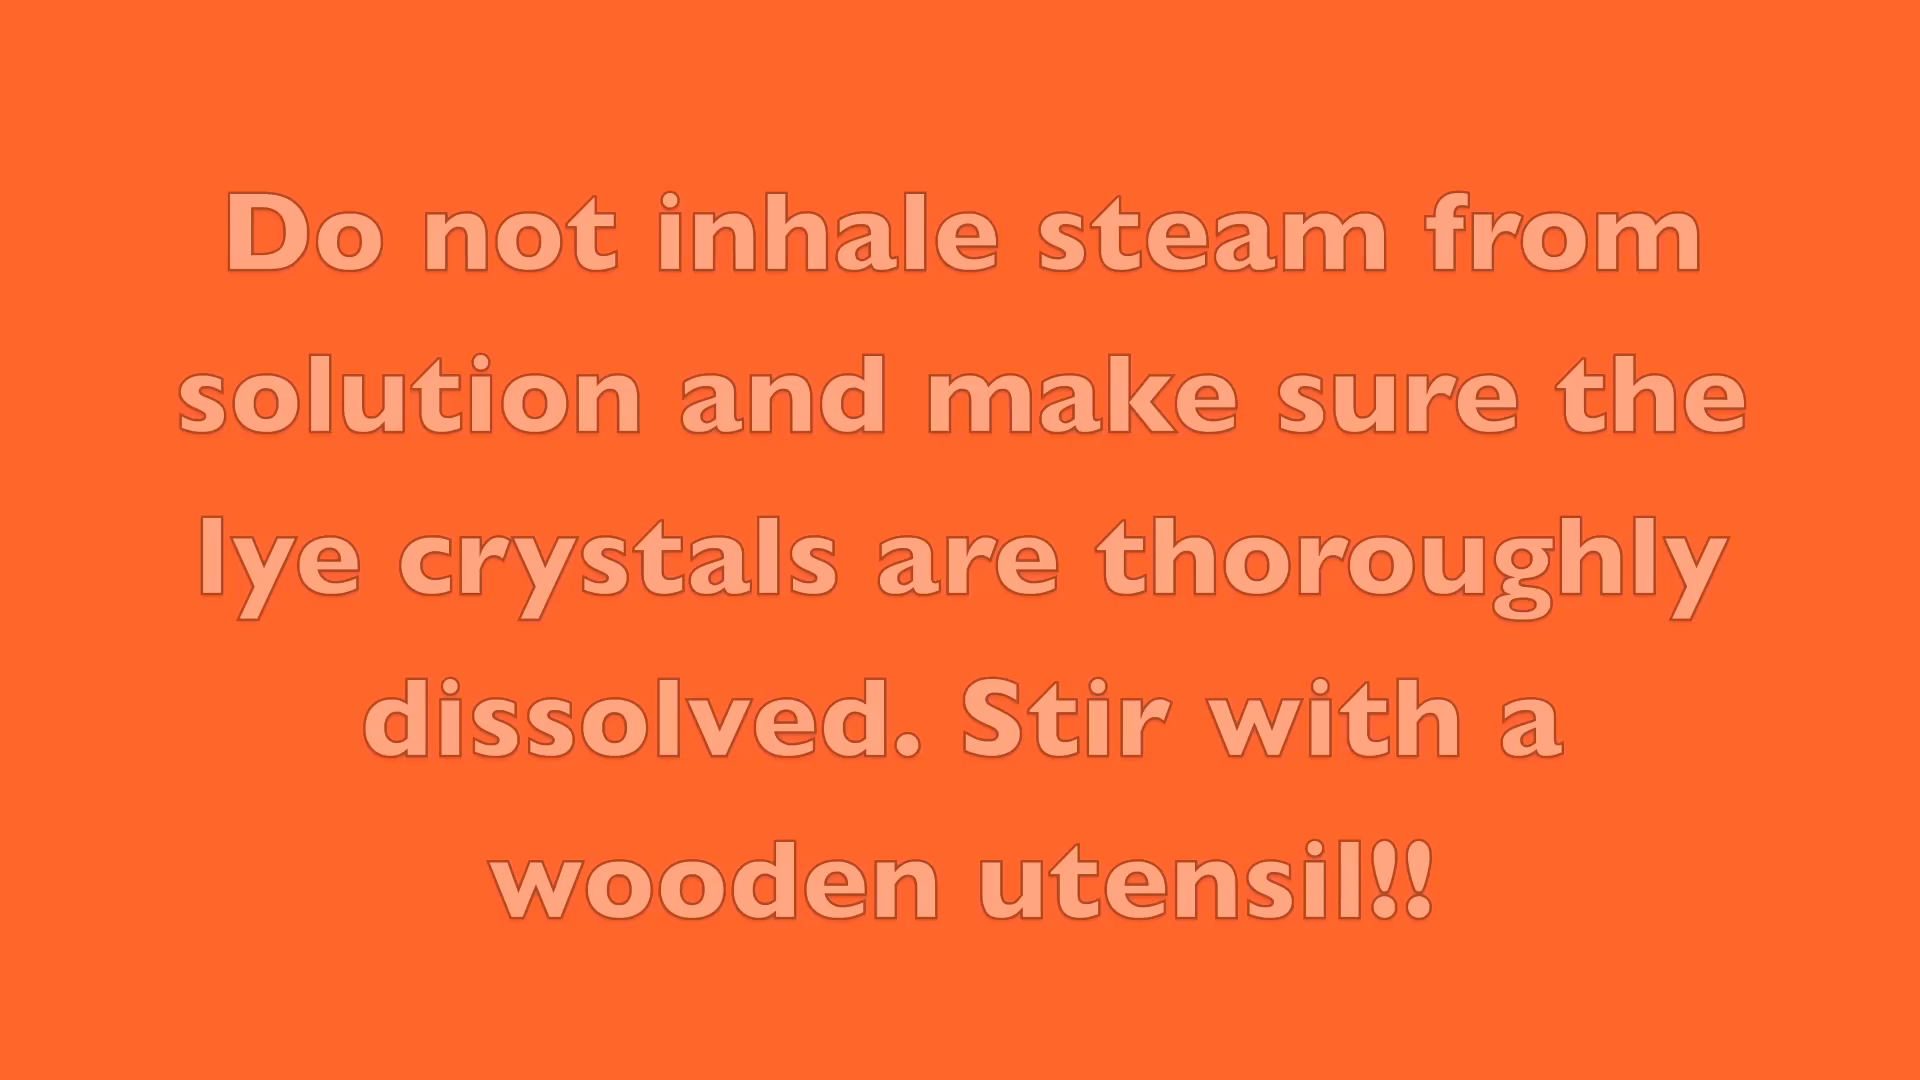 Do not inhale steam from
solution and make sure the
lye crystals are thoroughly
dissolved. Stir with a
wooden utensil!!